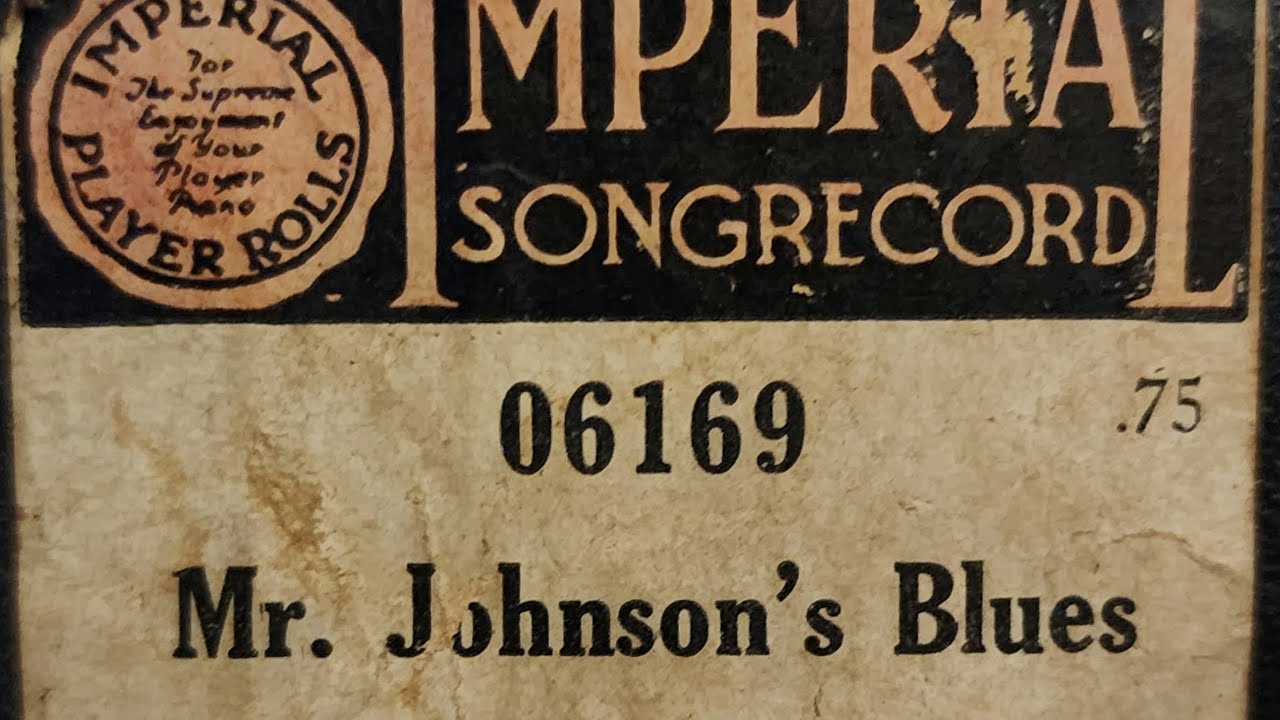 IMPERIAL
For
The Supreme
Enjoyment
of Your
Player
Piano
PLAYER ROLLS
IMPERIAL
SONGRECORD
06169
.75
Mr. Johnson's Blues